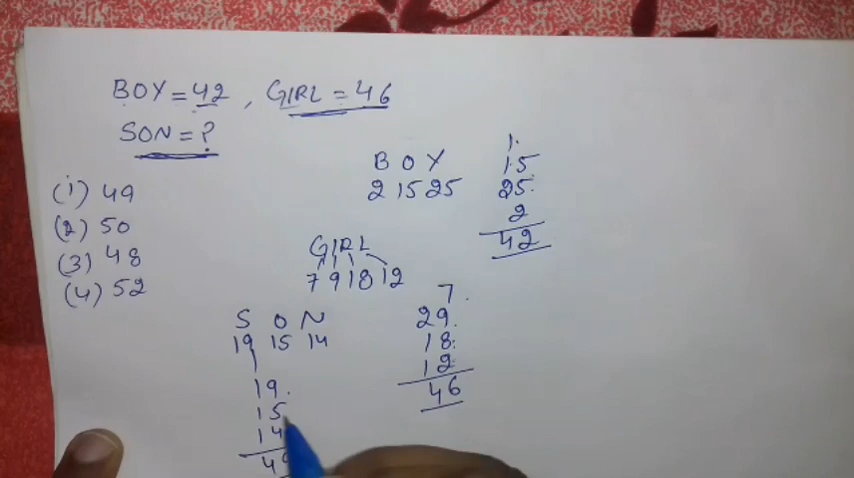 BOY = 42, GIRL = 46
SON = ?
(1) 49
(2) 50
(3) 48
(4) 52
B O Y
2 15 25
1
15
25
2
42
GIRL
7 9 18 12
7
29
18
12
46
S O N
19 15 14
1
19
15
14